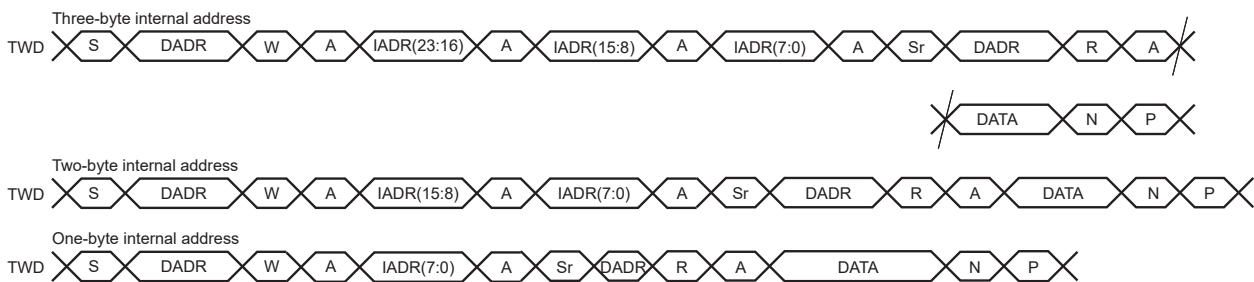 Three-byte internal address
TWD S DADR W A IADR(23:16) A IADR(15:8) A IADR(7:0) A Sr DADR R A
DATA N P
Two-byte internal address
TWD S DADR W A IADR(15:8) A IADR(7:0) A Sr DADR R A DATA N P
One-byte internal address
TWD S DADR W A IADR(7:0) A Sr DADR R A DATA N P